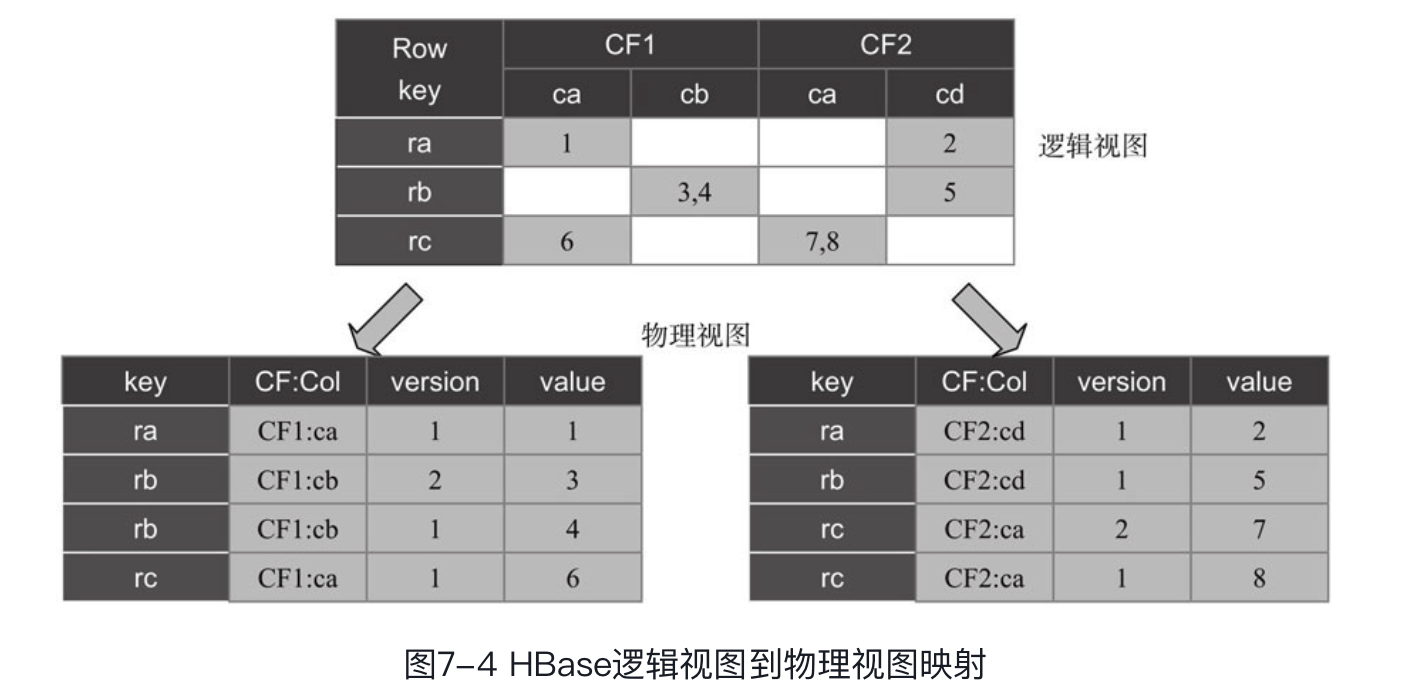 Row key CF1 CF2
ca cb ca cd
ra 1 2
逻辑视图
rb 3,4 5
rc 6 7,8
物理视图
key CF:Col version value
ra CF1:ca 1 1
rb CF1:cb 2 3
rb CF1:cb 1 4
rc CF1:ca 1 6
key CF:Col version value
ra CF2:cd 1 2
rb CF2:cd 1 5
rc CF2:ca 2 7
rc CF2:ca 1 8
图7-4 HBase逻辑视图到物理视图映射